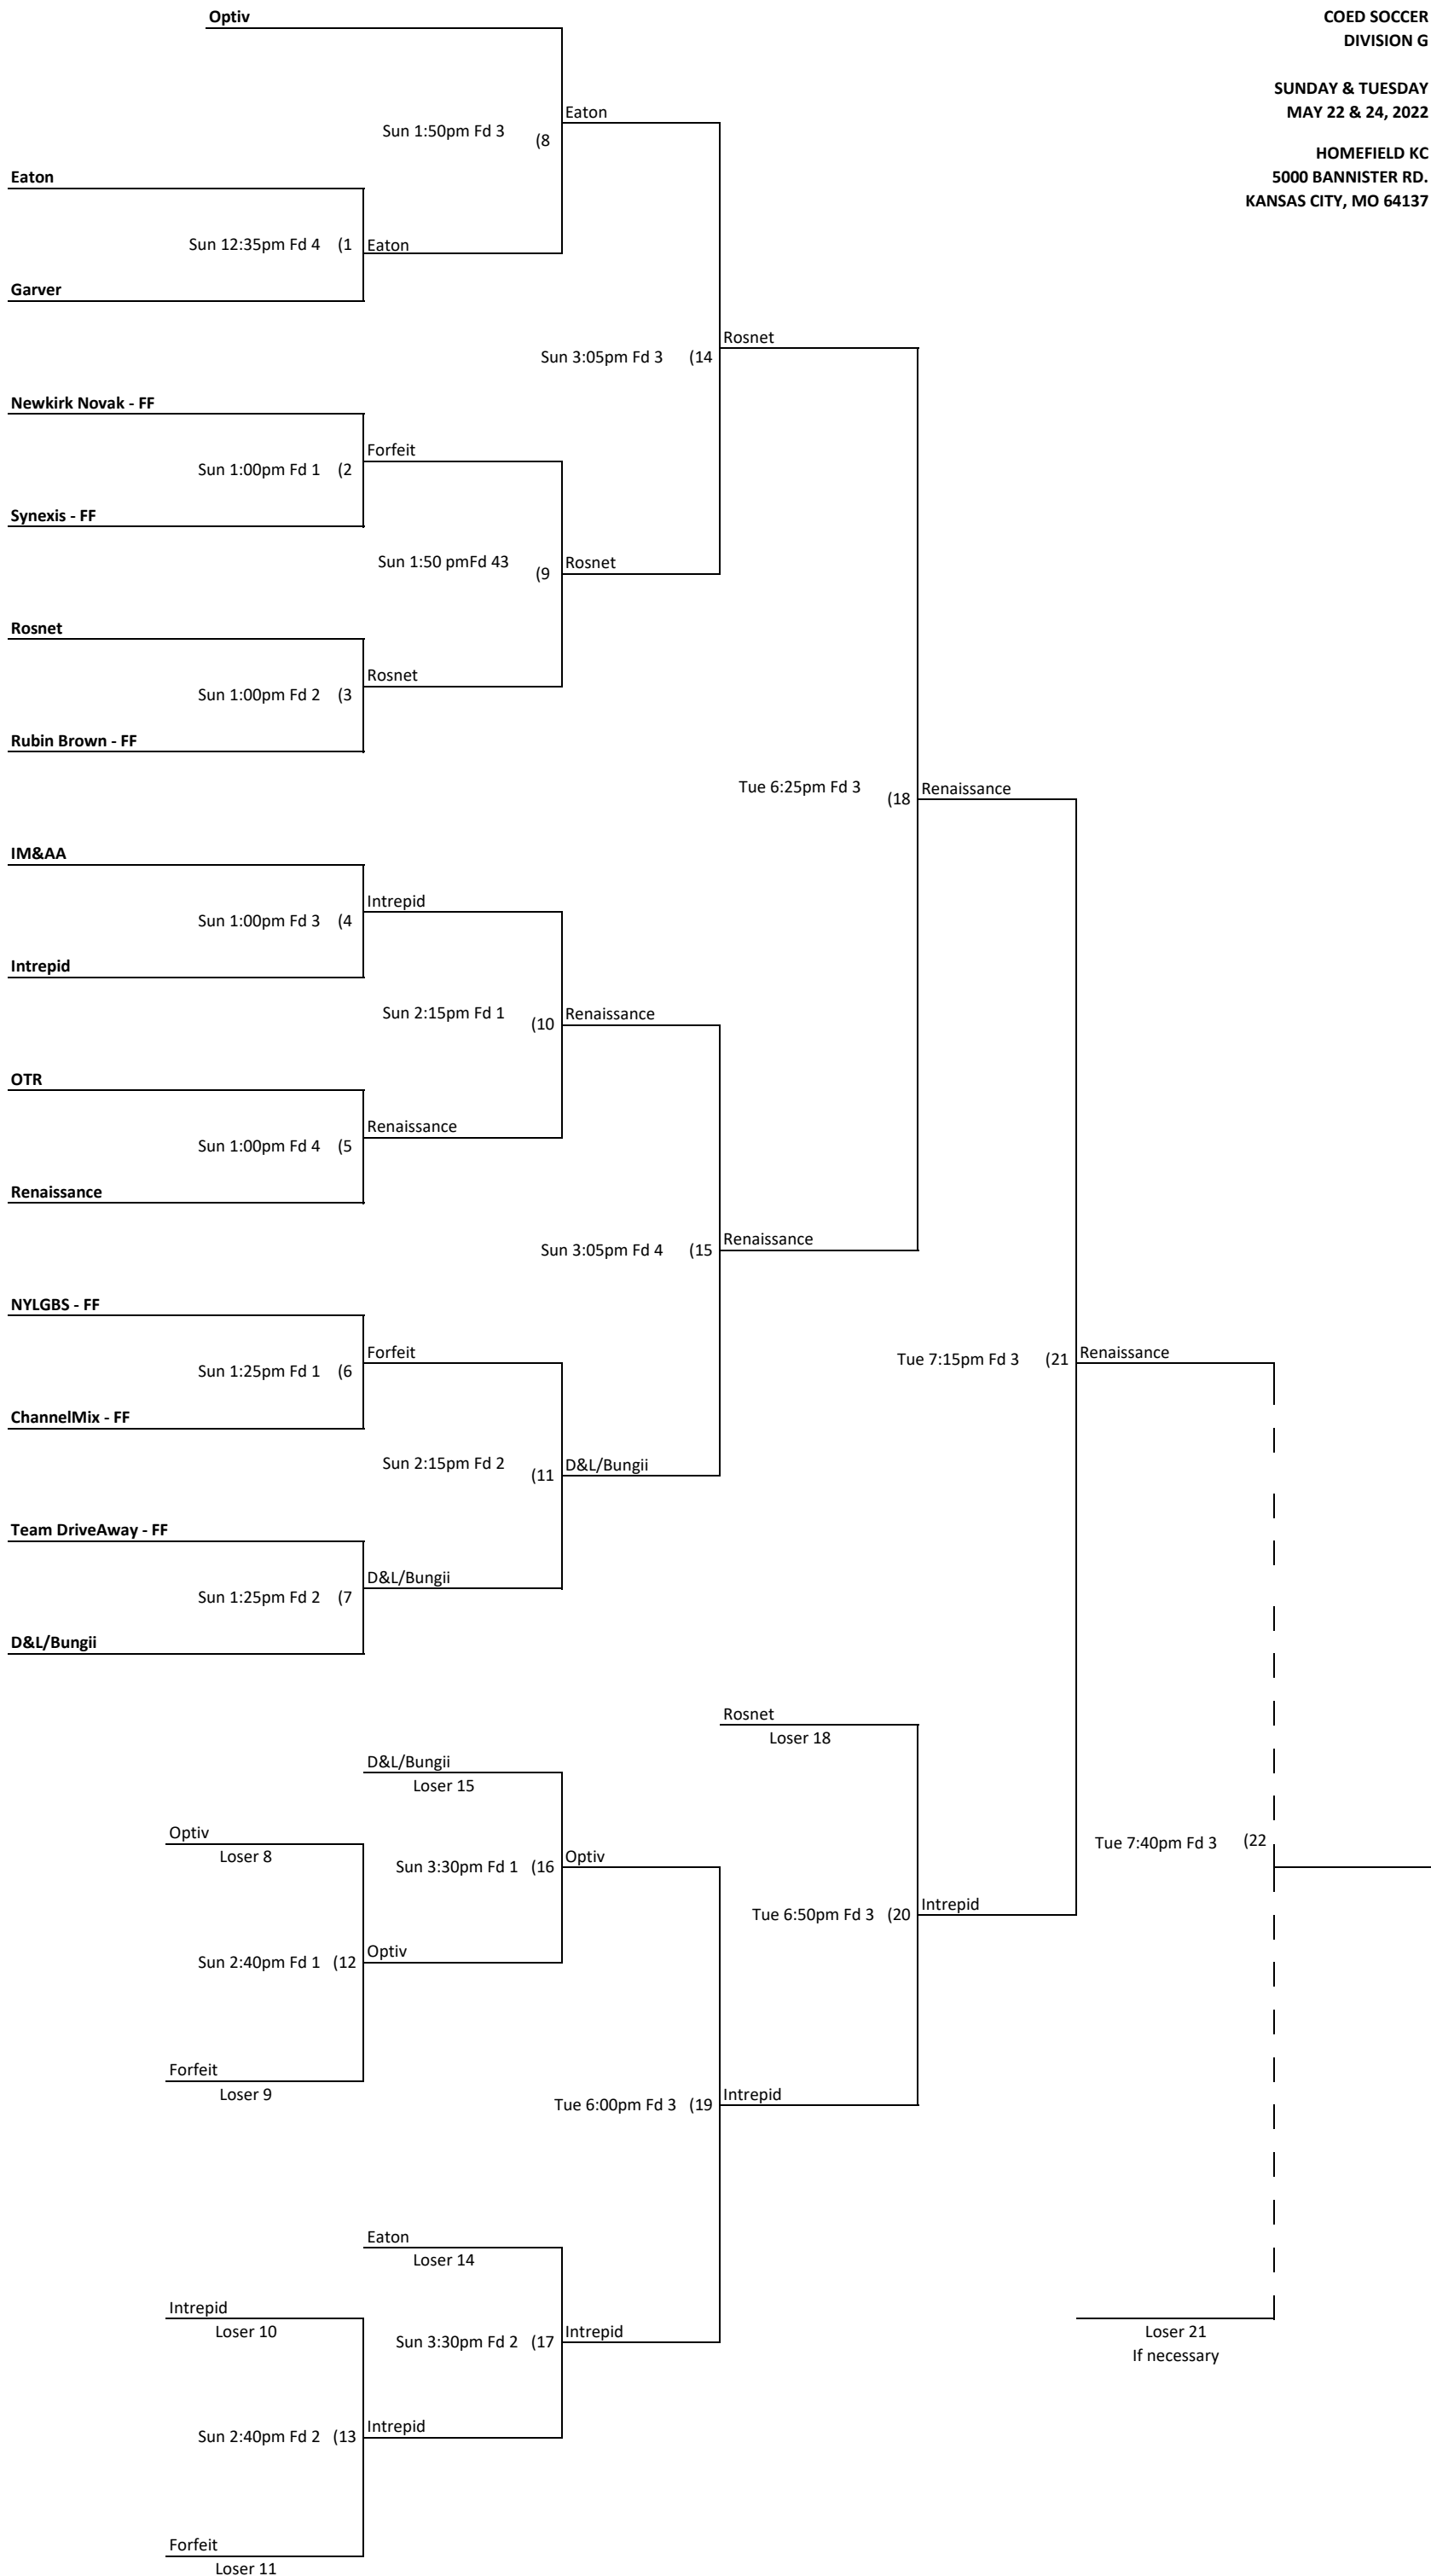 Optiv
COED SOCCER
DIVISION G
SUNDAY & TUESDAY
MAY 22 & 24, 2022
HOMEFIELD KC
5000 BANNISTER RD.
KANSAS CITY, MO 64137
Eaton
Sun 1:50pm Fd 3 (8
Eaton
Sun 12:35pm Fd 4 (1
Eaton
Garver
Rosnet
Sun 3:05pm Fd 3 (14
Newkirk Novak - FF
Forfeit
Sun 1:00pm Fd 1 (2
Synexis - FF
Sun 1:50 pmFd 43 (9
Rosnet
Rosnet
Rosnet
Sun 1:00pm Fd 2 (3
Rubin Brown - FF
Tue 6:25pm Fd 3 (18
Renaissance
IM&AA
Intrepid
Sun 1:00pm Fd 3 (4
Intrepid
Sun 2:15pm Fd 1 (10
Renaissance
OTR
Renaissance
Sun 1:00pm Fd 4 (5
Renaissance
Renaissance
Sun 3:05pm Fd 4 (15
NYLGBS - FF
Forfeit
Sun 1:25pm Fd 1 (6
Tue 7:15pm Fd 3 (21
Renaissance
ChannelMix - FF
Sun 2:15pm Fd 2 (11
D&L/Bungii
Team DriveAway - FF
D&L/Bungii
Sun 1:25pm Fd 2 (7
D&L/Bungii
Rosnet
Loser 18
D&L/Bungii
Loser 15
Optiv
Loser 8
Tue 7:40pm Fd 3 (22
Sun 3:30pm Fd 1 (16
Optiv
Tue 6:50pm Fd 3 (20
Intrepid
Sun 2:40pm Fd 1 (12
Optiv
Forfeit
Loser 9
Tue 6:00pm Fd 3 (19
Intrepid
Eaton
Loser 14
Intrepid
Loser 10
Sun 3:30pm Fd 2 (17
Intrepid
Loser 21
If necessary
Sun 2:40pm Fd 2 (13
Intrepid
Forfeit
Loser 11